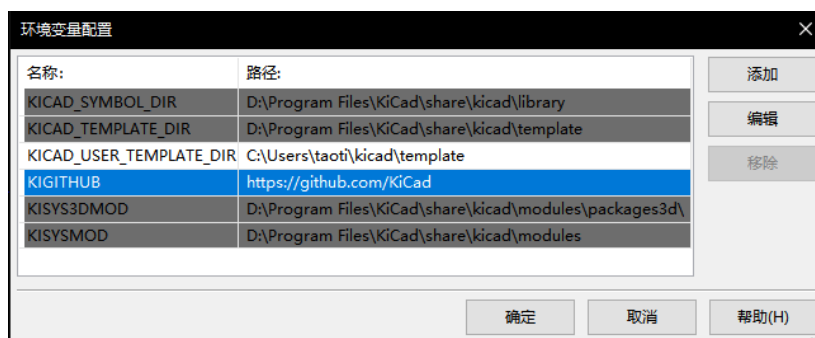 环境变量配置
名称: 路径:
KICAD_SYMBOL_DIR D:\Program Files\KiCad\share\kicad\library
KICAD_TEMPLATE_DIR D:\Program Files\KiCad\share\kicad\template
KICAD_USER_TEMPLATE_DIR C:\Users\taoti\kicad\template
KIGITHUB https://github.com/KiCad
KISYS3DMOD D:\Program Files\KiCad\share\kicad\modules\packages3d\
KISYSMOD D:\Program Files\KiCad\share\kicad\modules
添加
编辑
移除
确定 取消 帮助(H)